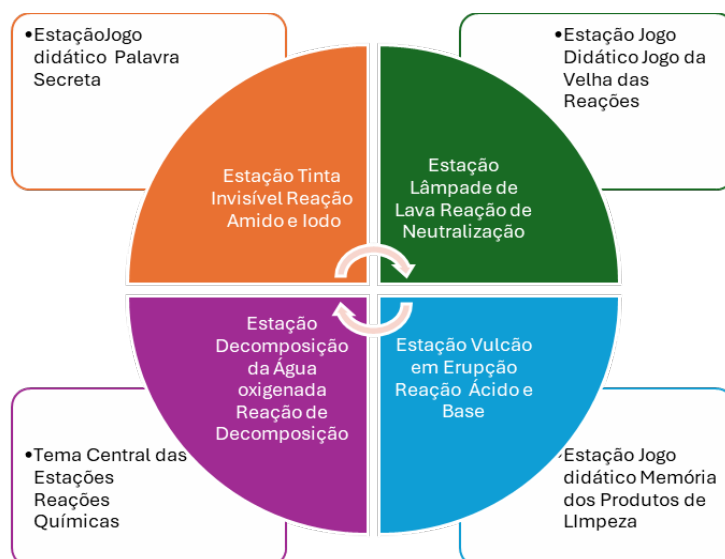 •EstaçãoJogo
didático Palavra
Secreta
•Estação Jogo
Didático Jogo da
Velha das
Reações
Estação Tinta
Invisível Reação
Amido e Iodo
Estação
Lâmpade de
Lava Reação de
Neutralização
Estação
Decomposição
da Água
oxigenada
Reação de
Decomposição
Estação Vulcão
em Erupção
Reação Ácido e
Base
•Tema Central das
Estações
Reações
Químicas
•Estação Jogo
didático Memória
dos Produtos de
LImpeza